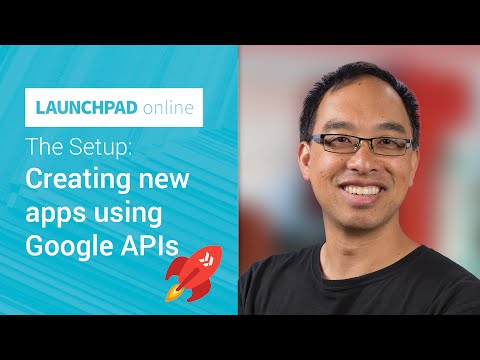 LAUNCHPAD online
The Setup:
Creating new
apps using
Google APIs